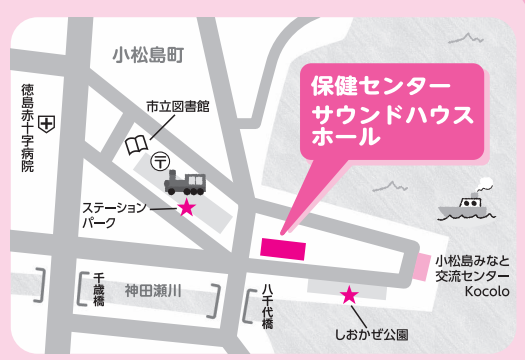 小松島町
保健センター
サウンドハウス
ホール
市立図書館
徳島赤十字病院
〒
ステーション
パーク
小松島みなと
交流センター
Kocolo
千歳橋
神田瀬川
八千代橋
しおかぜ公園